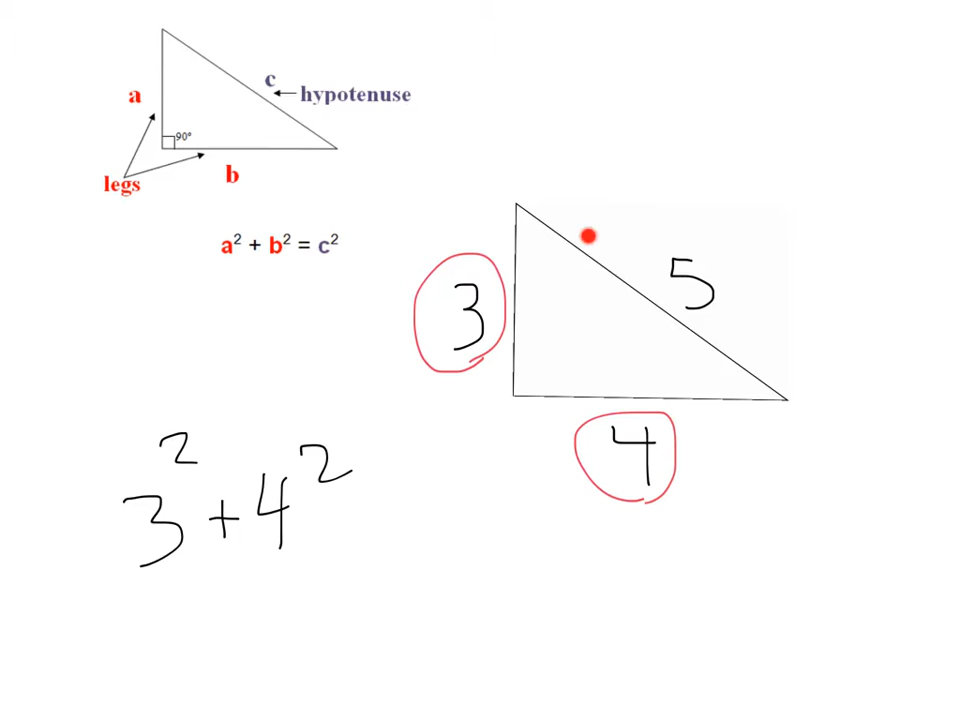 c
a
hypotenuse
90°
b
legs
a² + b² = c²
5
3
4
3² + 4²